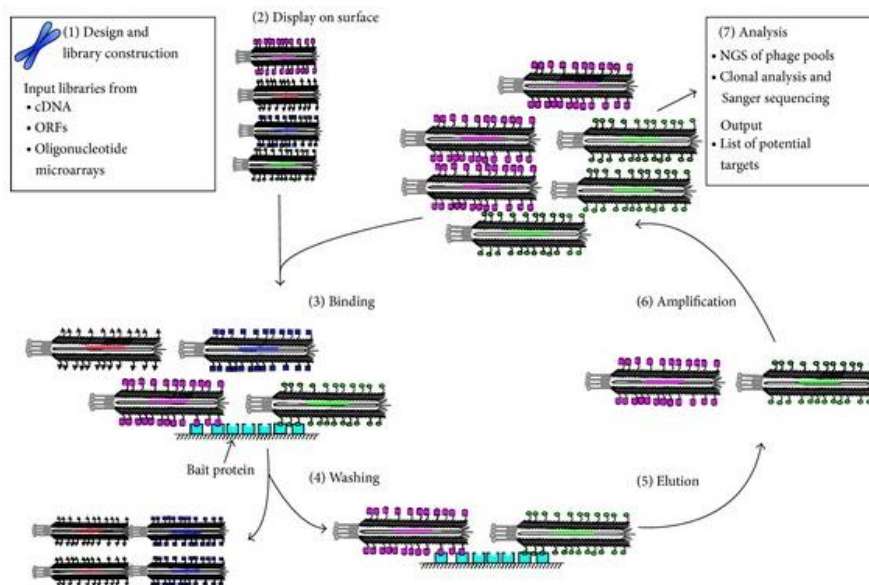 (1) Design and
library construction
Input libraries from
• cDNA
• ORFs
• Oligonucleotide
microarrays
(2) Display on surface
(7) Analysis
• NGS of phage pools
• Clonal analysis and
Sanger sequencing
Output
• List of potential
targets
(3) Binding
(6) Amplification
Bait protein
(4) Washing
(5) Elution